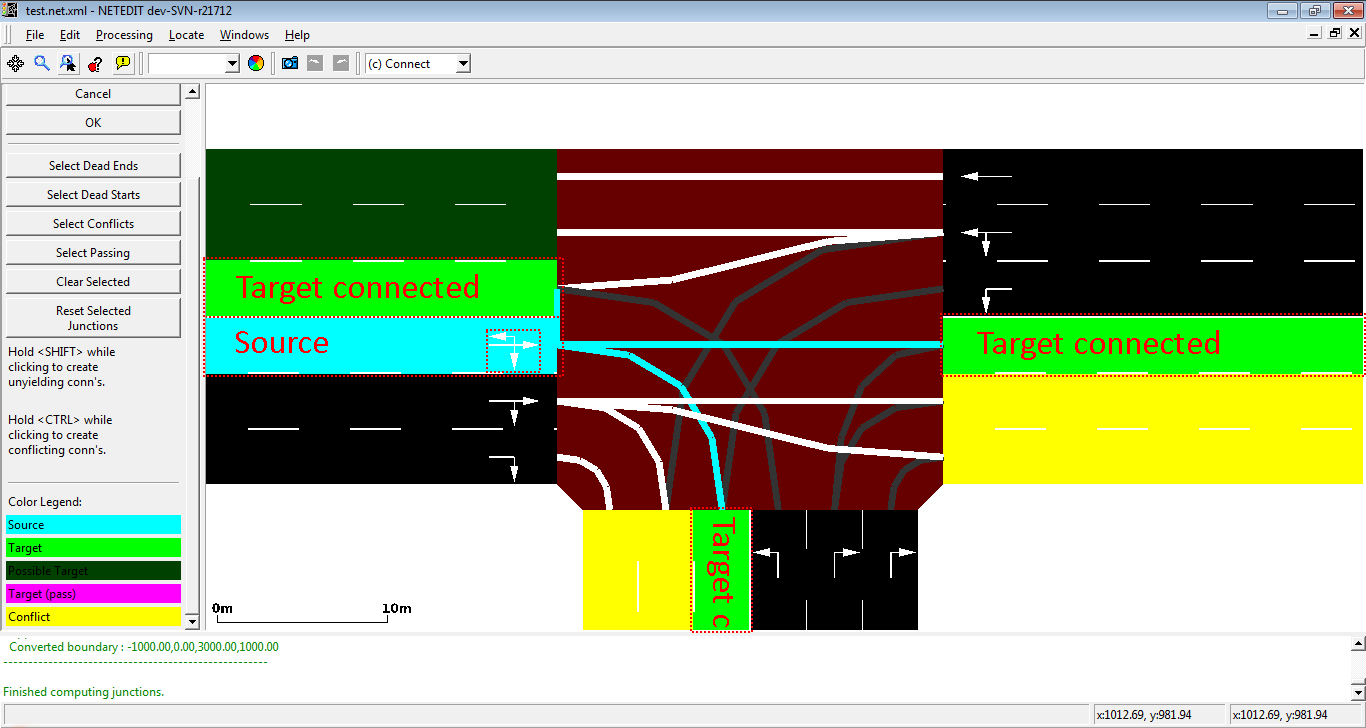 test.net.xml - NETEDIT dev-SVN-r21712
File Edit Processing Locate Windows Help
(c) Connect
Cancel
OK
Select Dead Ends
Select Dead Starts
Select Conflicts
Select Passing
Clear Selected
Reset Selected
Junctions
Hold <SHIFT> while
clicking to create
unyielding conn's.
Hold <CTRL> while
clicking to create
conflicting conn's.
Color Legend:
Source
Target
Possible Target
Target (pass)
Conflict
Target connected
Source
Target connected
Target c
0m 10m
Converted boundary : -1000.00,0.00,3000.00,1000.00
Finished computing junctions.
x:1012.69, y:981.94 x:1012.69, y:981.94